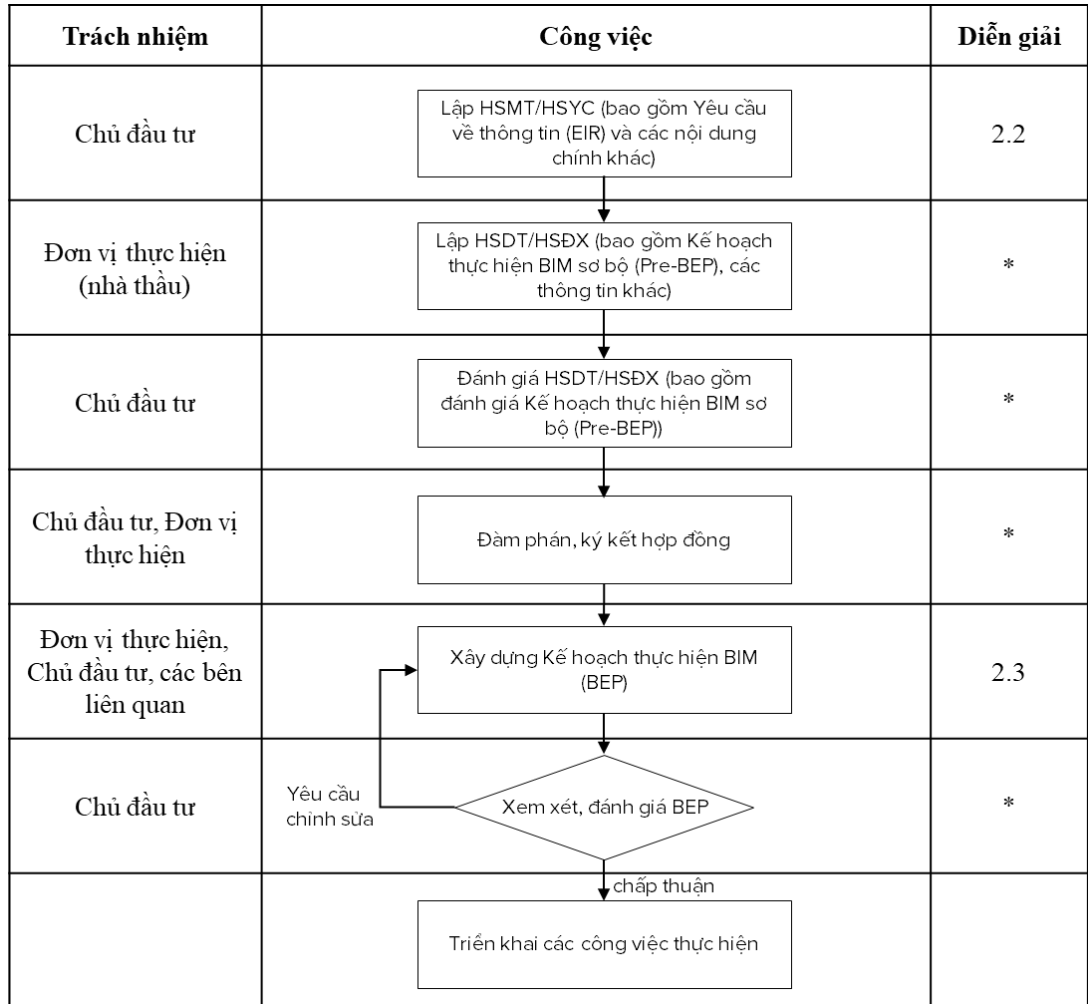 Trách nhiệm
Công việc
Diễn giải
Chủ đầu tư
Lập HSMT/HSYC (bao gồm Yêu cầu
về thông tin (EIR) và các nội dung
chính khác)
2.2
Đơn vị thực hiện
(nhà thầu)
Lập HSDT/HSĐX (bao gồm Kế hoạch
thực hiện BIM sơ bộ (Pre-BEP), các
thông tin khác)
*
Chủ đầu tư
Đánh giá HSDT/HSĐX (bao gồm
đánh giá Kế hoạch thực hiện BIM sơ
bộ (Pre-BEP))
*
Chủ đầu tư, Đơn vị
thực hiện
Đàm phán, ký kết hợp đồng
*
Đơn vị thực hiện,
Chủ đầu tư, các bên
liên quan
Xây dựng Kế hoạch thực hiện BIM
(BEP)
2.3
Chủ đầu tư
Yêu cầu
chỉnh sửa
Xem xét, đánh giá BEP
*
chấp thuận
Triển khai các công việc thực hiện